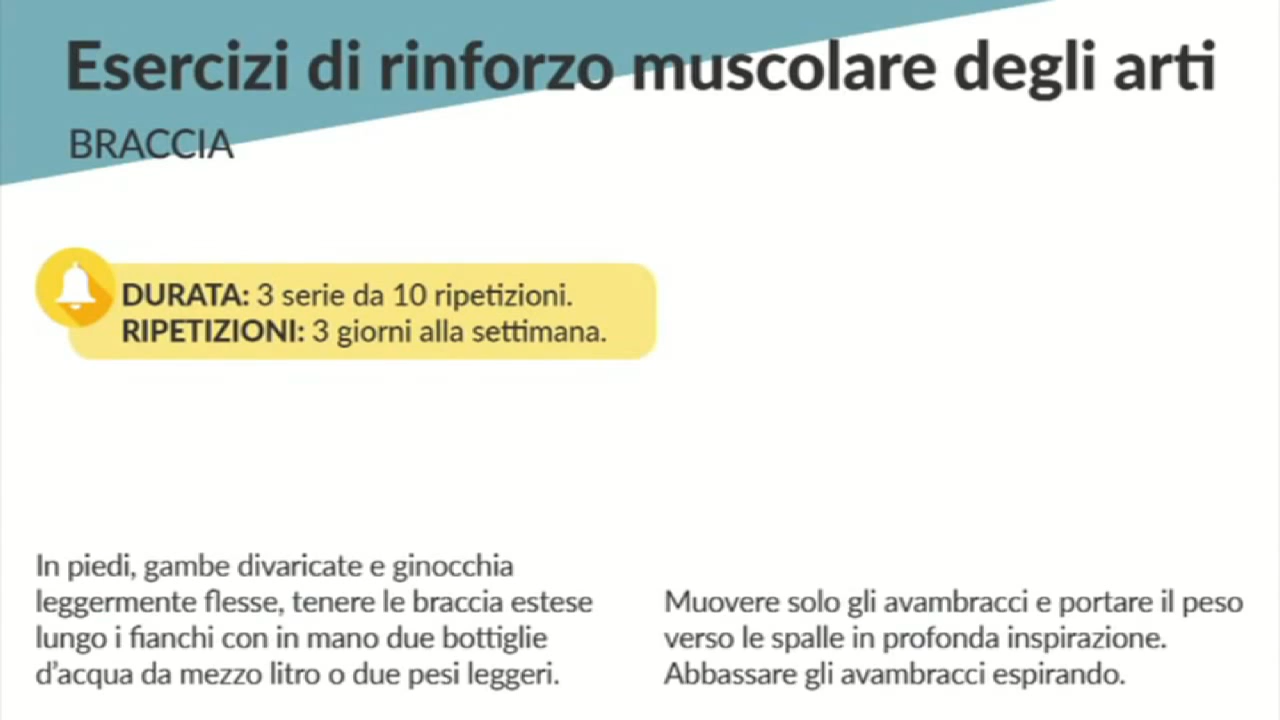 Esercizi di rinforzo muscolare degli arti
BRACCIA
DURATA: 3 serie da 10 ripetizioni.
RIPETIZIONI: 3 giorni alla settimana.
In piedi, gambe divaricate e ginocchia
leggermente flesse, tenere le braccia estese
lungo i fianchi con in mano due bottiglie
d’acqua da mezzo litro o due pesi leggeri.
Muovere solo gli avambracci e portare il peso
verso le spalle in profonda inspirazione.
Abbassare gli avambracci espirando.